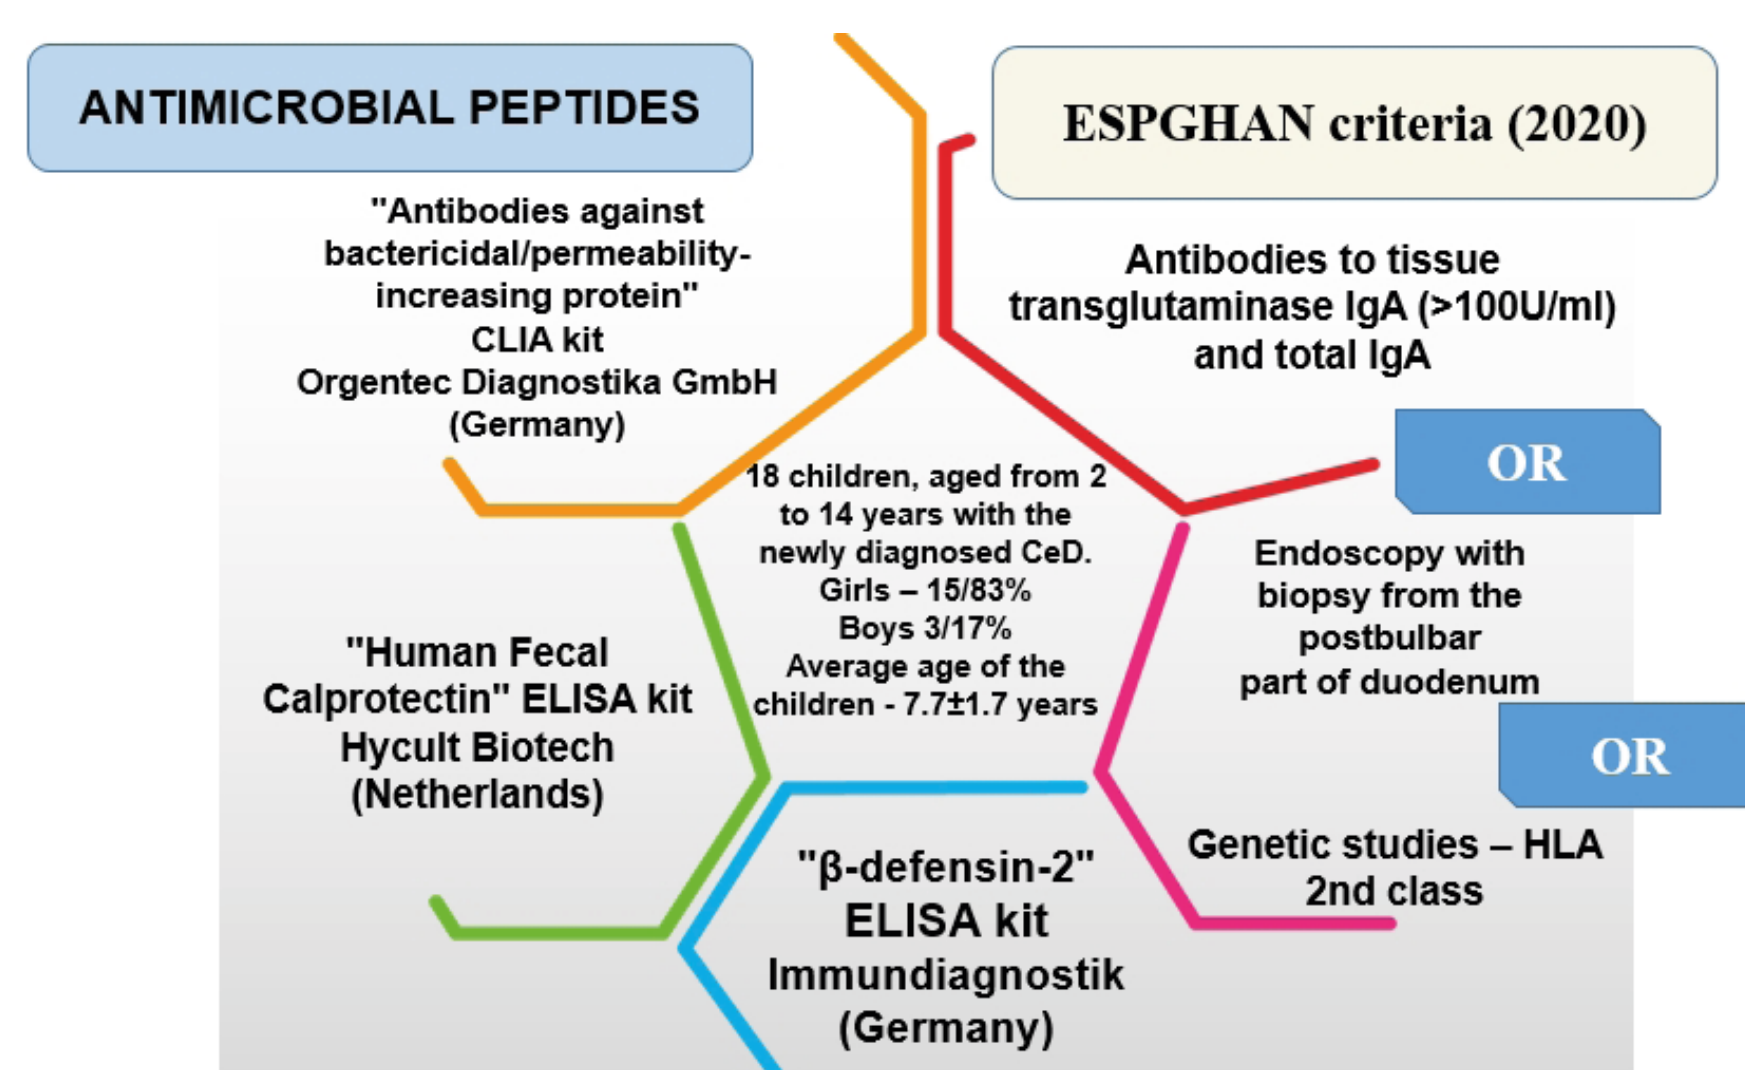 ANTIMICROBIAL PEPTIDES
"Antibodies against
bactericidal/permeability-
increasing protein"
CLIA kit
Orgentec Diagnostika GmbH
(Germany)
ESPGHAN criteria (2020)
Antibodies to tissue
transglutaminase IgA (>100U/ml)
and total IgA
OR
18 children, aged from 2
to 14 years with the
newly diagnosed CeD.
Girls – 15/83%
Boys 3/17%
Average age of the
children - 7.7±1.7 years
Endoscopy with
biopsy from the
postbulbar
part of duodenum
OR
"Human Fecal
Calprotectin" ELISA kit
Hycult Biotech
(Netherlands)
"β-defensin-2"
ELISA kit
Immundiagnostik
(Germany)
Genetic studies – HLA
2nd class